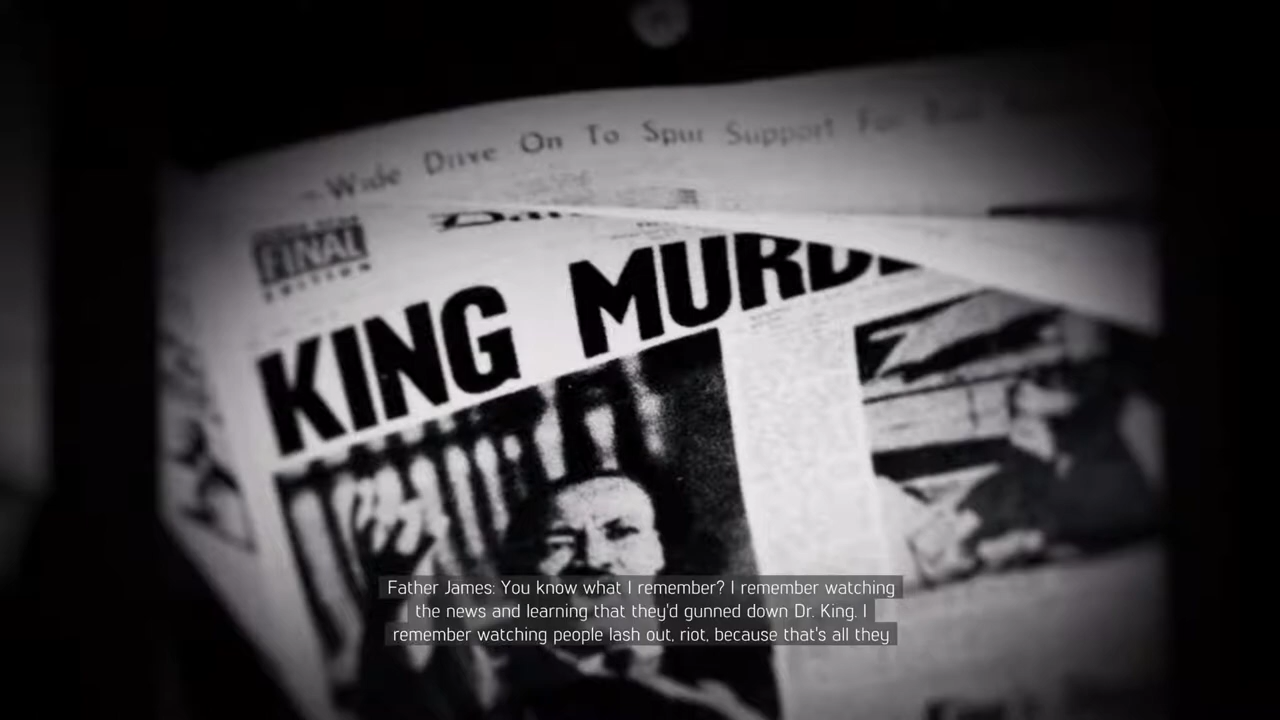 Wide Drive On To Spur Support For
FINAL
EDITION
KING MURD
Father James: You know what I remember? I remember watching
the news and learning that they'd gunned down Dr. King. I
remember watching people lash out, riot, because that's all they